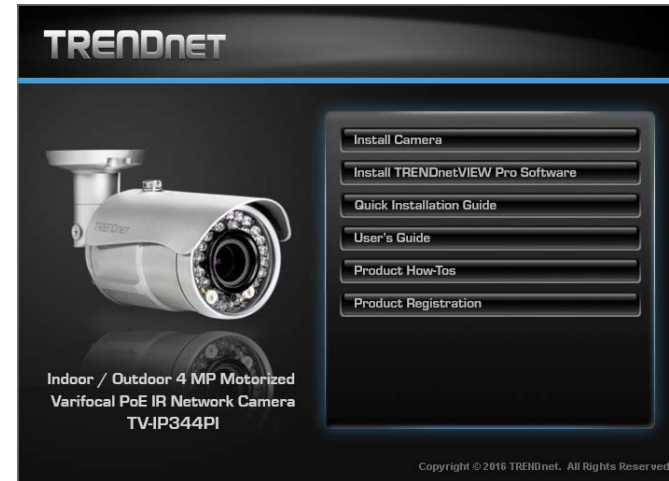 TRENDNET
Install Camera
Install TRENDnetVIEW Pro Software
Quick Installation Guide
User's Guide
Product How-Tos
Product Registration
TRENDNET
Indoor / Outdoor 4 MP Motorized
Varifocal PoE IR Network Camera
TV-IP344PI
Copyright © 2016 TRENDnet. All Rights Reserved